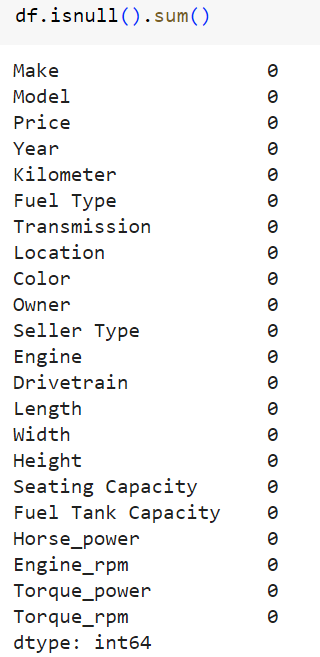 df.isnull().sum()
Make 0
Model 0
Price 0
Year 0
Kilometer 0
Fuel Type 0
Transmission 0
Location 0
Color 0
Owner 0
Seller Type 0
Engine 0
Drivetrain 0
Length 0
Width 0
Height 0
Seating Capacity 0
Fuel Tank Capacity 0
Horse_power 0
Engine_rpm 0
Torque_power 0
Torque_rpm 0
dtype: int64